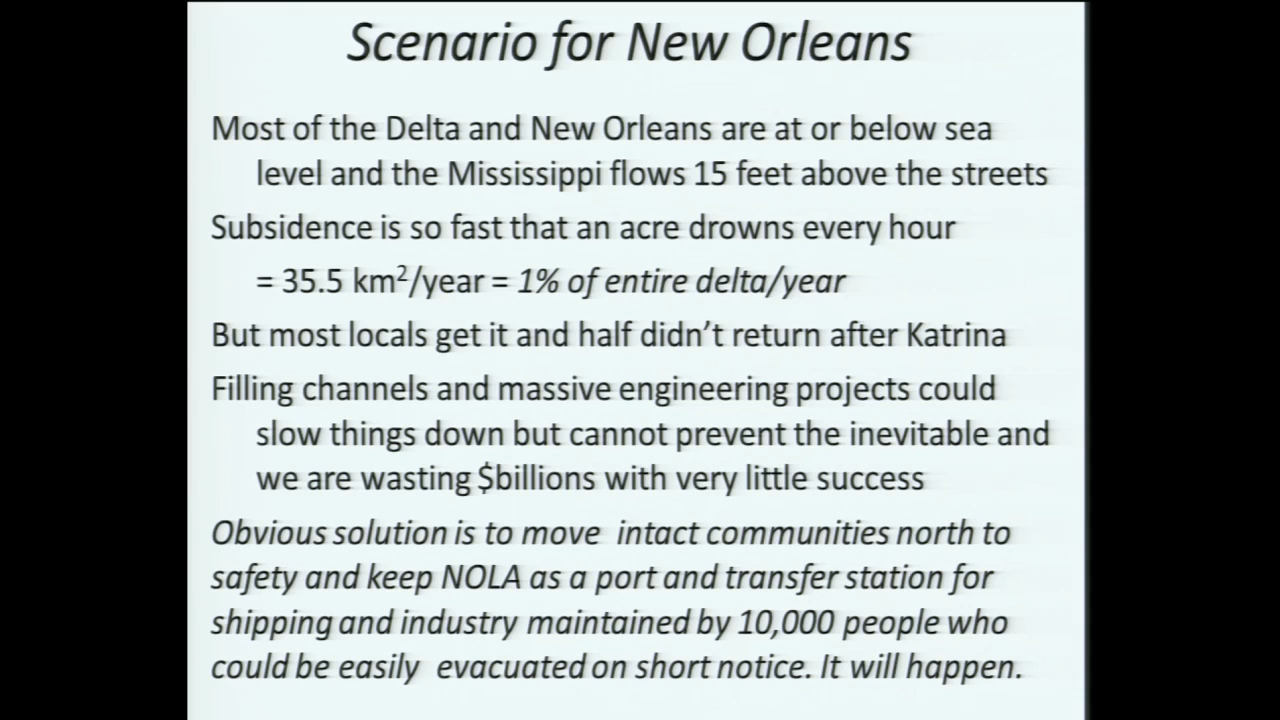 Scenario for New Orleans
Most of the Delta and New Orleans are at or below sea
level and the Mississippi flows 15 feet above the streets
Subsidence is so fast that an acre drowns every hour
= 35.5 km²/year = 1% of entire delta/year
But most locals get it and half didn’t return after Katrina
Filling channels and massive engineering projects could
slow things down but cannot prevent the inevitable and
we are wasting $billions with very little success
Obvious solution is to move intact communities north to
safety and keep NOLA as a port and transfer station for
shipping and industry maintained by 10,000 people who
could be easily evacuated on short notice. It will happen.